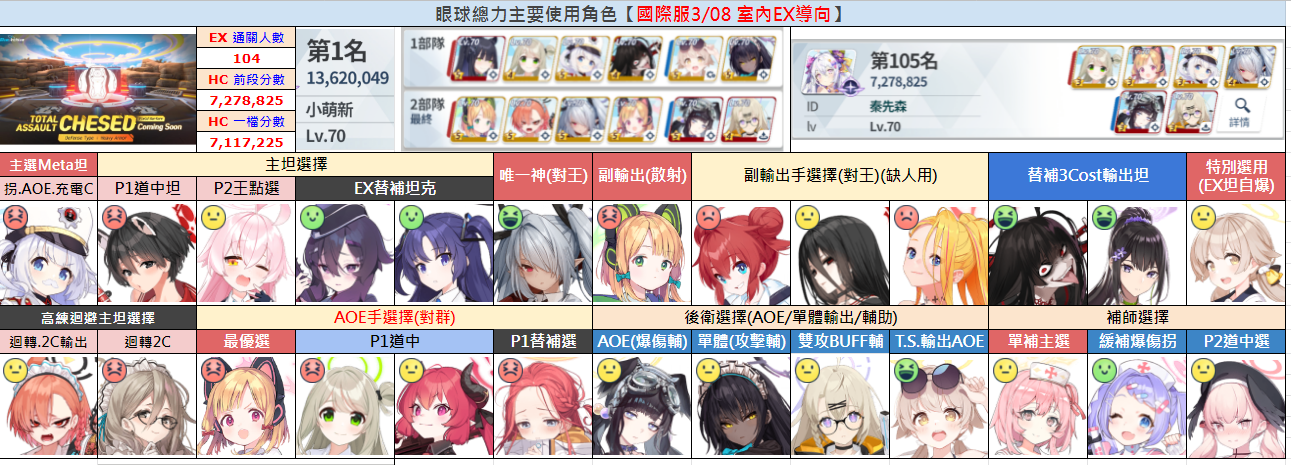 眼球總力主要使用角色【國際服3/08 室內EX導向】
TOTAL ASSAULT CHESED
Coming Soon
EX 通關人數
104
HC 前段分數
7,278,825
HC 一檔分數
7,117,225
第1名
13,620,049
小萌新
Lv.70
1部隊
2部隊
最終
第105名
7,278,825
ID 秦先森
lv Lv.70
詳情
主選Meta坦
主坦選擇
唯一神(對王)
副輸出(散射)
副輸出手選擇(對王)(缺人用)
替補3Cost輸出坦
特別選用
(EX坦自爆)
拐.AOE.充電C
P1道中坦
P2王點選
EX替補坦克
高練迴避主坦選擇
AOE手選擇(對群)
後衛選擇(AOE/單體輸出/輔助)
補師選擇
迴轉.2C輸出
迴轉2C
最優選
P1道中
P1替補選
AOE(爆傷輔)
單體(攻擊輔)
雙攻BUFF輔
T.S.輸出AOE
單補主選
緩補爆傷拐
P2道中選